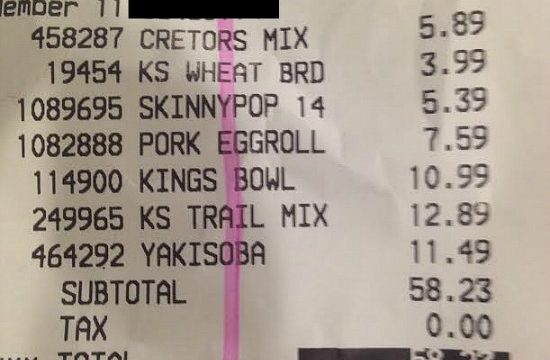 ember 11
458287 CRETORS MIX 5.89
19454 KS WHEAT BRD 3.99
1089695 SKINNYPOP 14 5.39
1082888 PORK EGGROLL 7.59
114900 KINGS BOWL 10.99
249965 KS TRAIL MIX 12.89
464292 YAKISOBA 11.49
SUBTOTAL 58.23
TAX 0.00
TOTAL